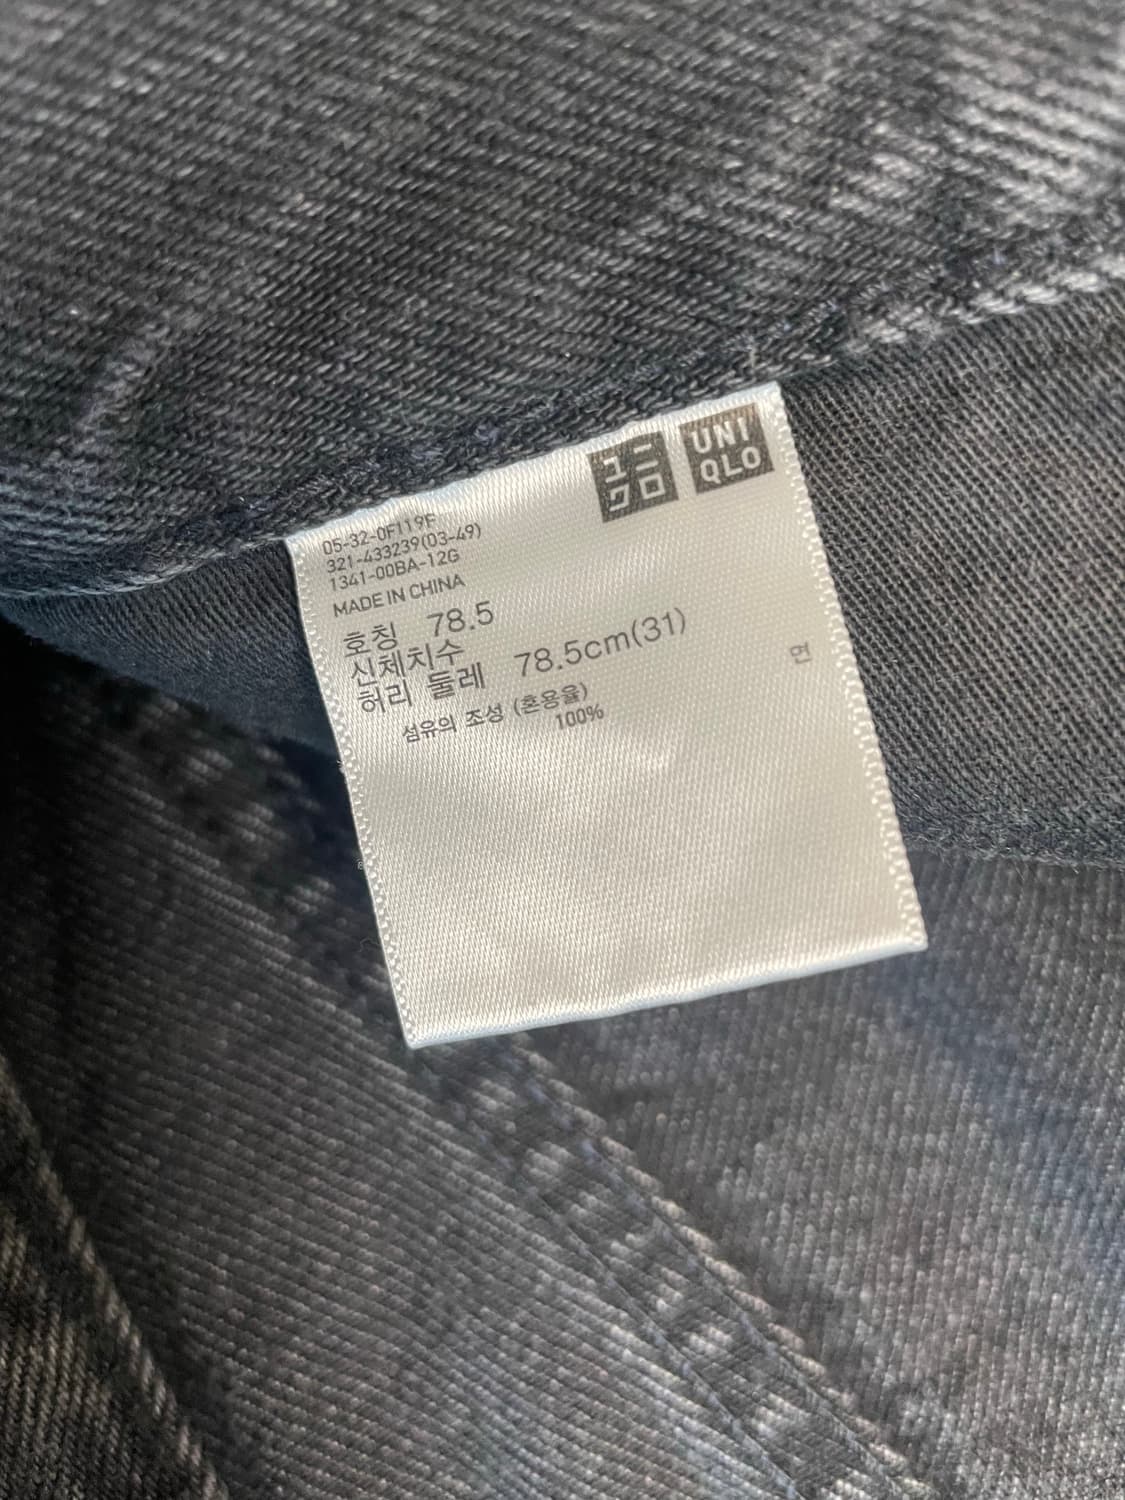 ユニ
クロ
UNI
QLO
05-32-0F119F
321-433239(03-49)
1341-00BA-12G
MADE IN CHINA
호칭 78.5
신체치수
허리 둘레 78.5cm(31)
섬유의 조성 (혼용율)
100% 면